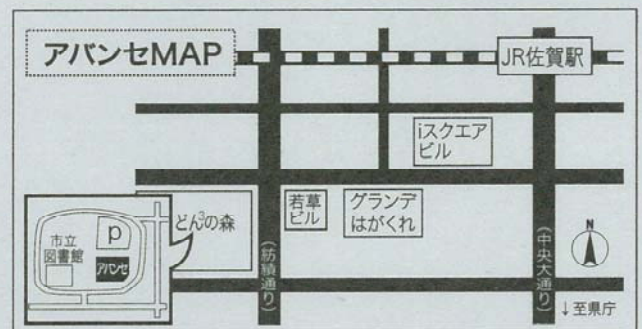 アバンセMAP
JR佐賀駅
iスクエア
ビル
若草
ビル
グランデ
はがくれ
どん³の森
市立
図書館
p
アバンセ
(紡績通り)
(中央大通り)
N
↓至県庁